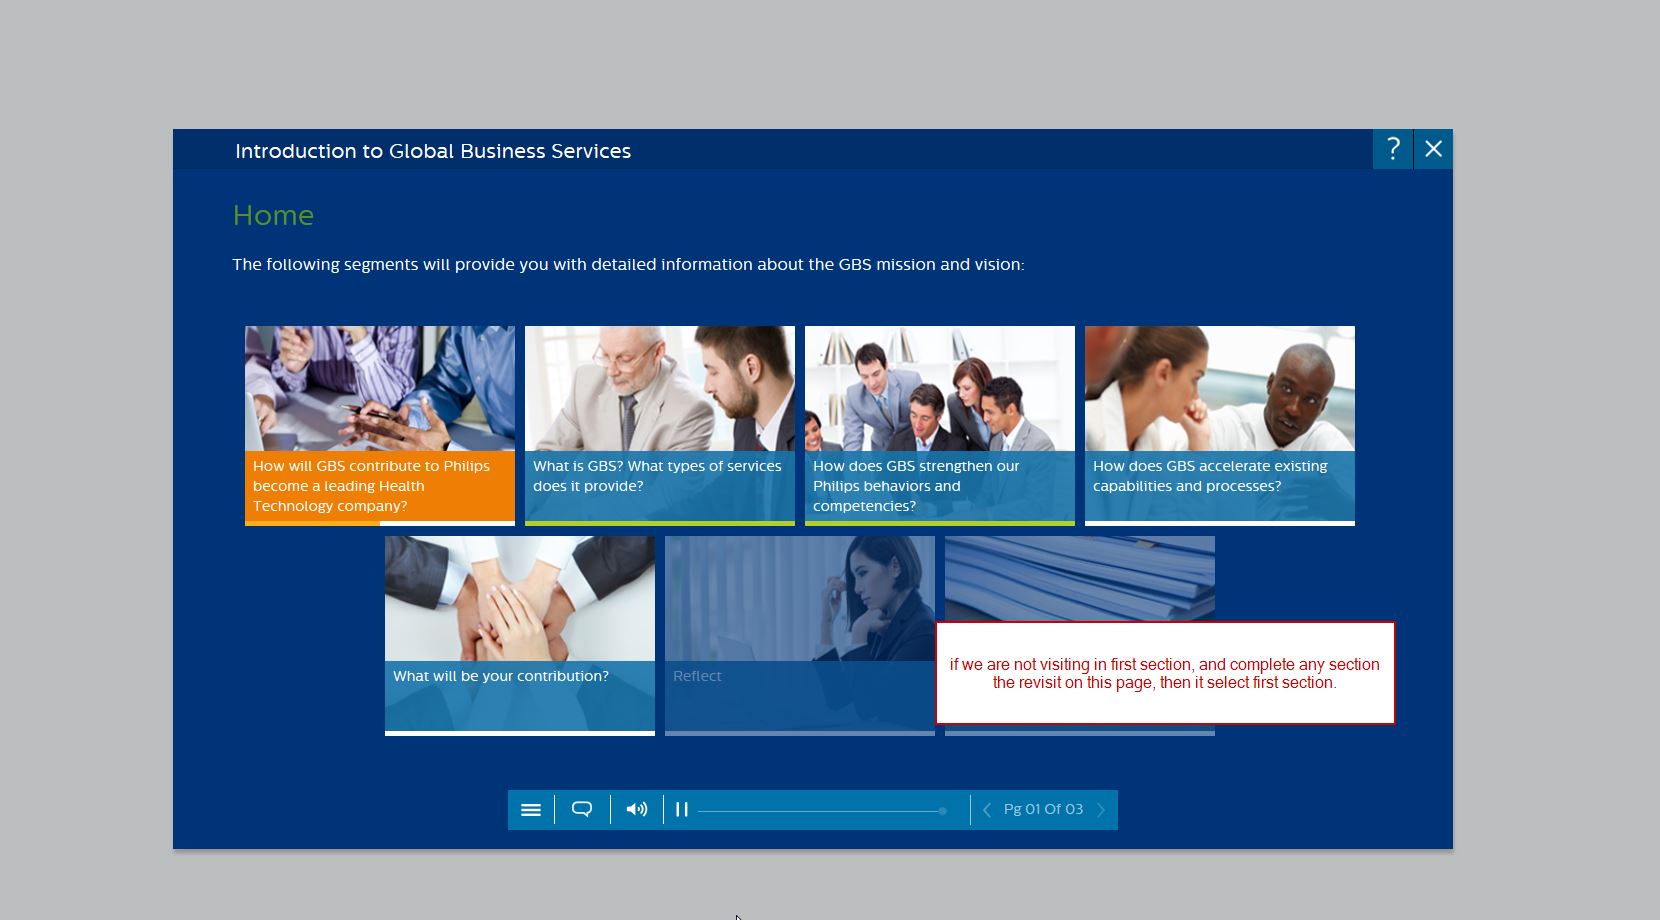 Introduction to Global Business Services
?
Home
The following segments will provide you with detailed information about the GBS mission and vision:
How will GBS contribute to Philips
become a leading Health
Technology company?
What is GBS? What types of services
does it provide?
How does GBS strengthen our
Philips behaviors and
competencies?
How does GBS accelerate existing
capabilities and processes?
What will be your contribution?
Reflect
if we are not visiting in first section, and complete any section
the revisit on this page, then it select first section.
Pg 01 Of 03